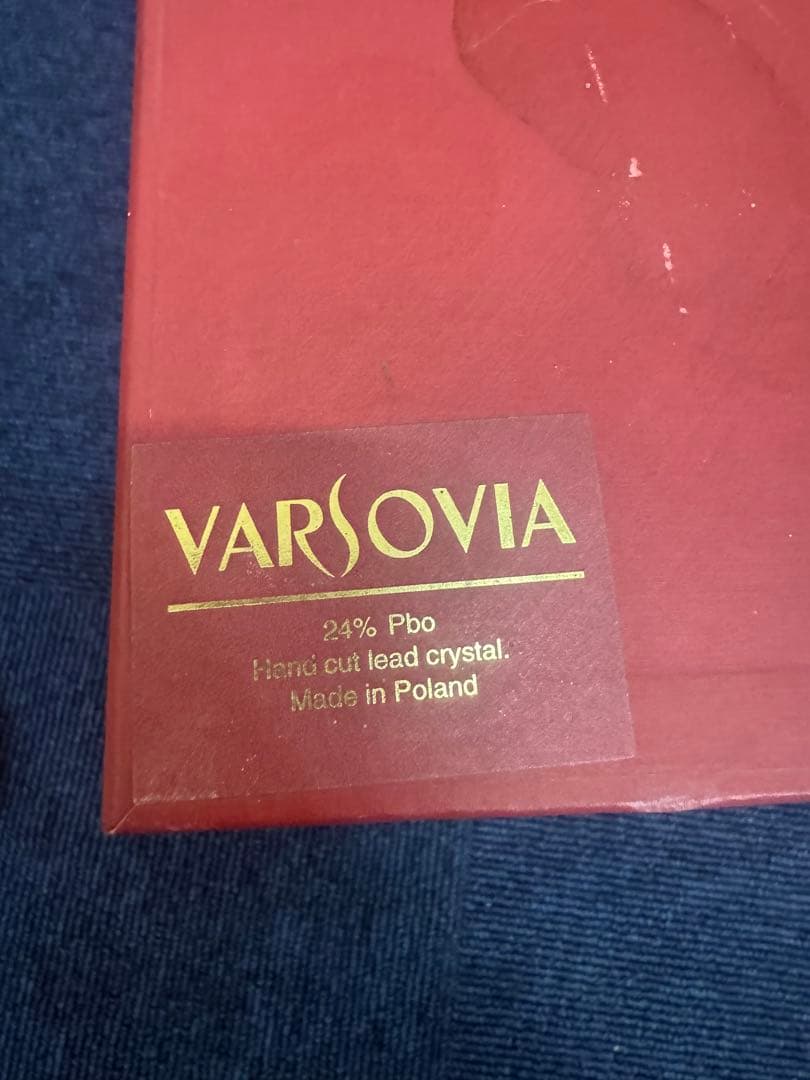 VARSOVIA
24% Pbo
Hand cut lead crystal.
Made in Poland